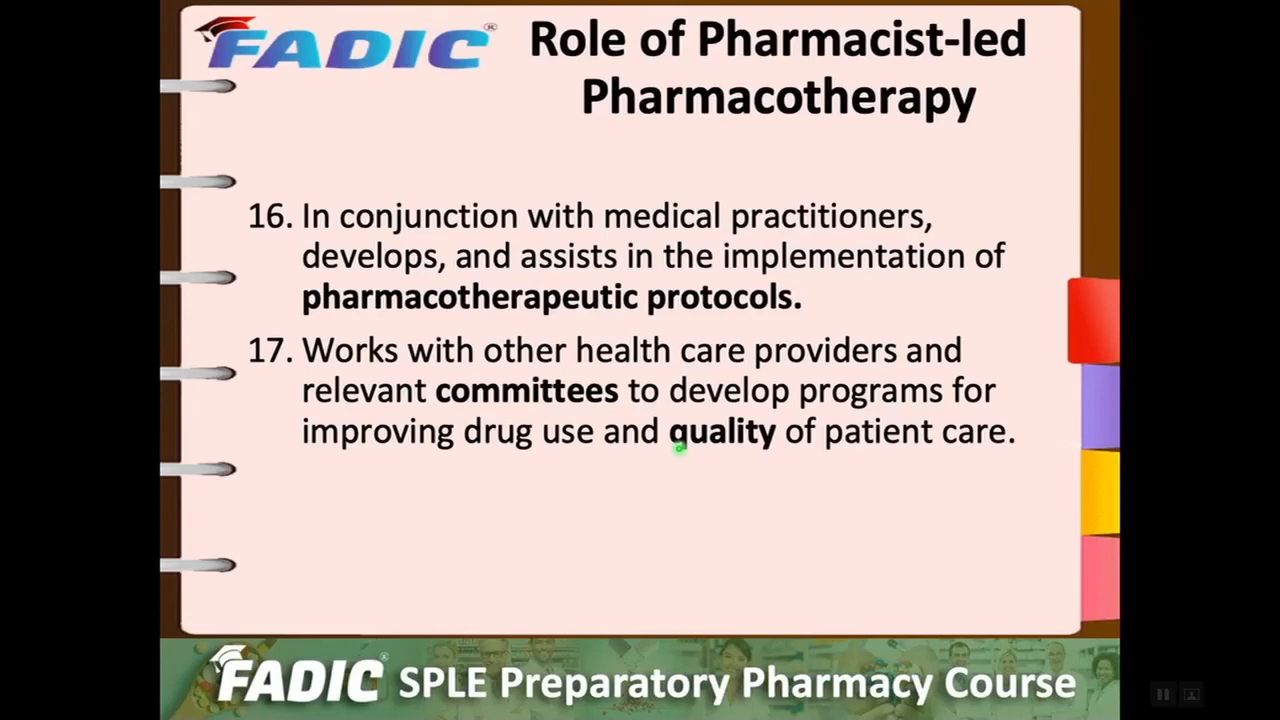 FADIC ®
Role of Pharmacist-led
Pharmacotherapy
16. In conjunction with medical practitioners,
develops, and assists in the implementation of
pharmacotherapeutic protocols.
17. Works with other health care providers and
relevant committees to develop programs for
improving drug use and quality of patient care.
FADIC ® SPLE Preparatory Pharmacy Course